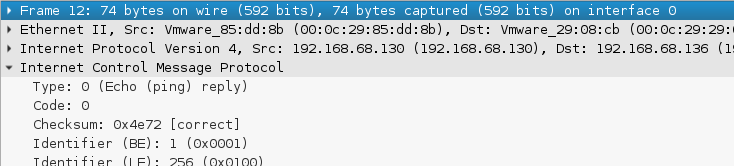 Frame 12: 74 bytes on wire (592 bits), 74 bytes captured (592 bits) on interface 0
Ethernet II, Src: Vmware_85:dd:8b (00:0c:29:85:dd:8b), Dst: Vmware_29:08:cb (00:0c:29:29:0
Internet Protocol Version 4, Src: 192.168.68.130 (192.168.68.130), Dst: 192.168.68.136 (19
Internet Control Message Protocol
Type: 0 (Echo (ping) reply)
Code: 0
Checksum: 0x4e72 [correct]
Identifier (BE): 1 (0x0001)
Identifier (LE): 256 (0x0100)